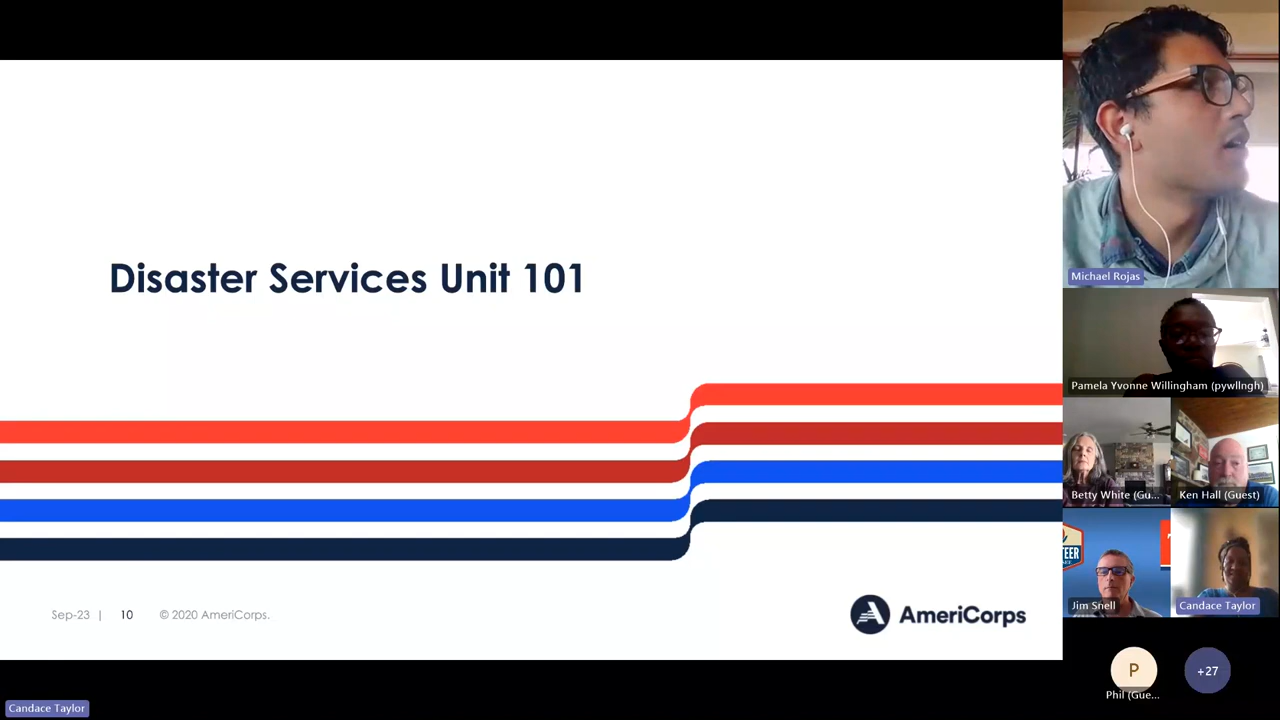 Disaster Services Unit 101
Sep-23 | 10 © 2020 AmeriCorps.
AmeriCorps
Michael Rojas
Pamela Yvonne Willingham (pywllngh)
Betty White (Gu...
Ken Hall (Guest)
Jim Snell
Candace Taylor
P
Phil (Gue...
+27
Candace Taylor